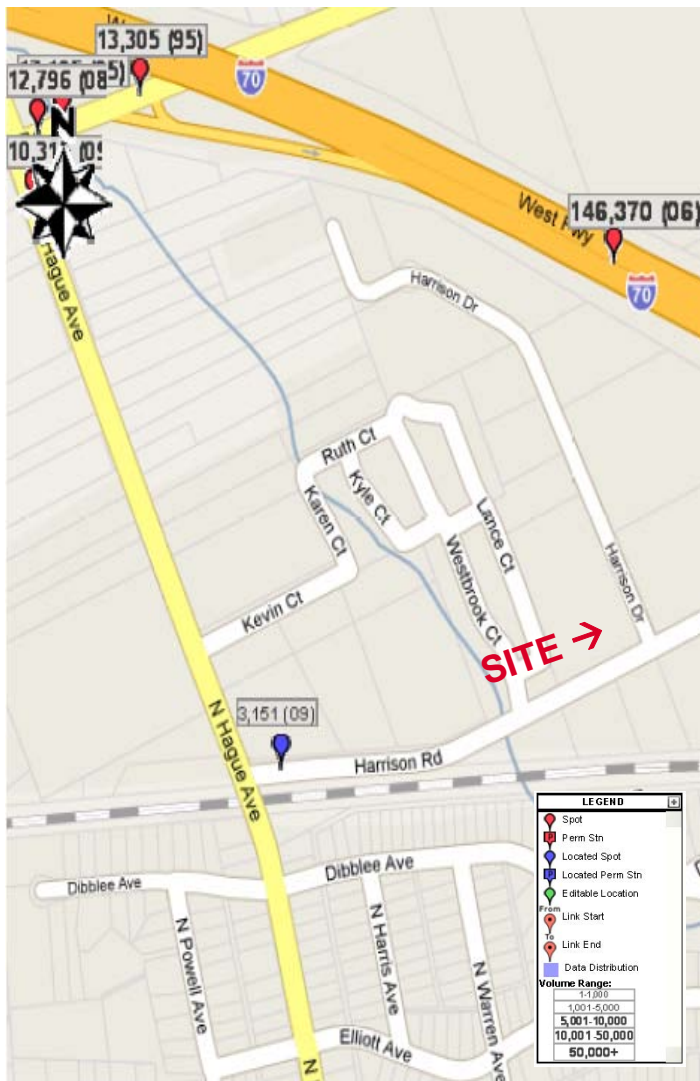 13,305 (95)
70
12,796 (08
N
146,370 (06)
West Fwy
70
Harrison Dr
Hague Ave
Ruth Ct
Kyle Ct
Karen Ct
Lance Ct
Westbrook Ct
Harrison Dr
Kevin Ct
SITE →
N Hague Ave
3,151 (09)
Harrison Rd
Dibblee Ave
Dibblee Ave
N Powell Ave
N Harris Ave
N Warren Ave
Elliott Ave
N
LEGEND
Spot
P Perm Stn
Located Spot
P Located Perm Stn
Editable Location
From
Link Start
To
Link End
Data Distribution
Volume Range:
1-1,000
1,001-5,000
5,001-10,000
10,001-50,000
50,000+